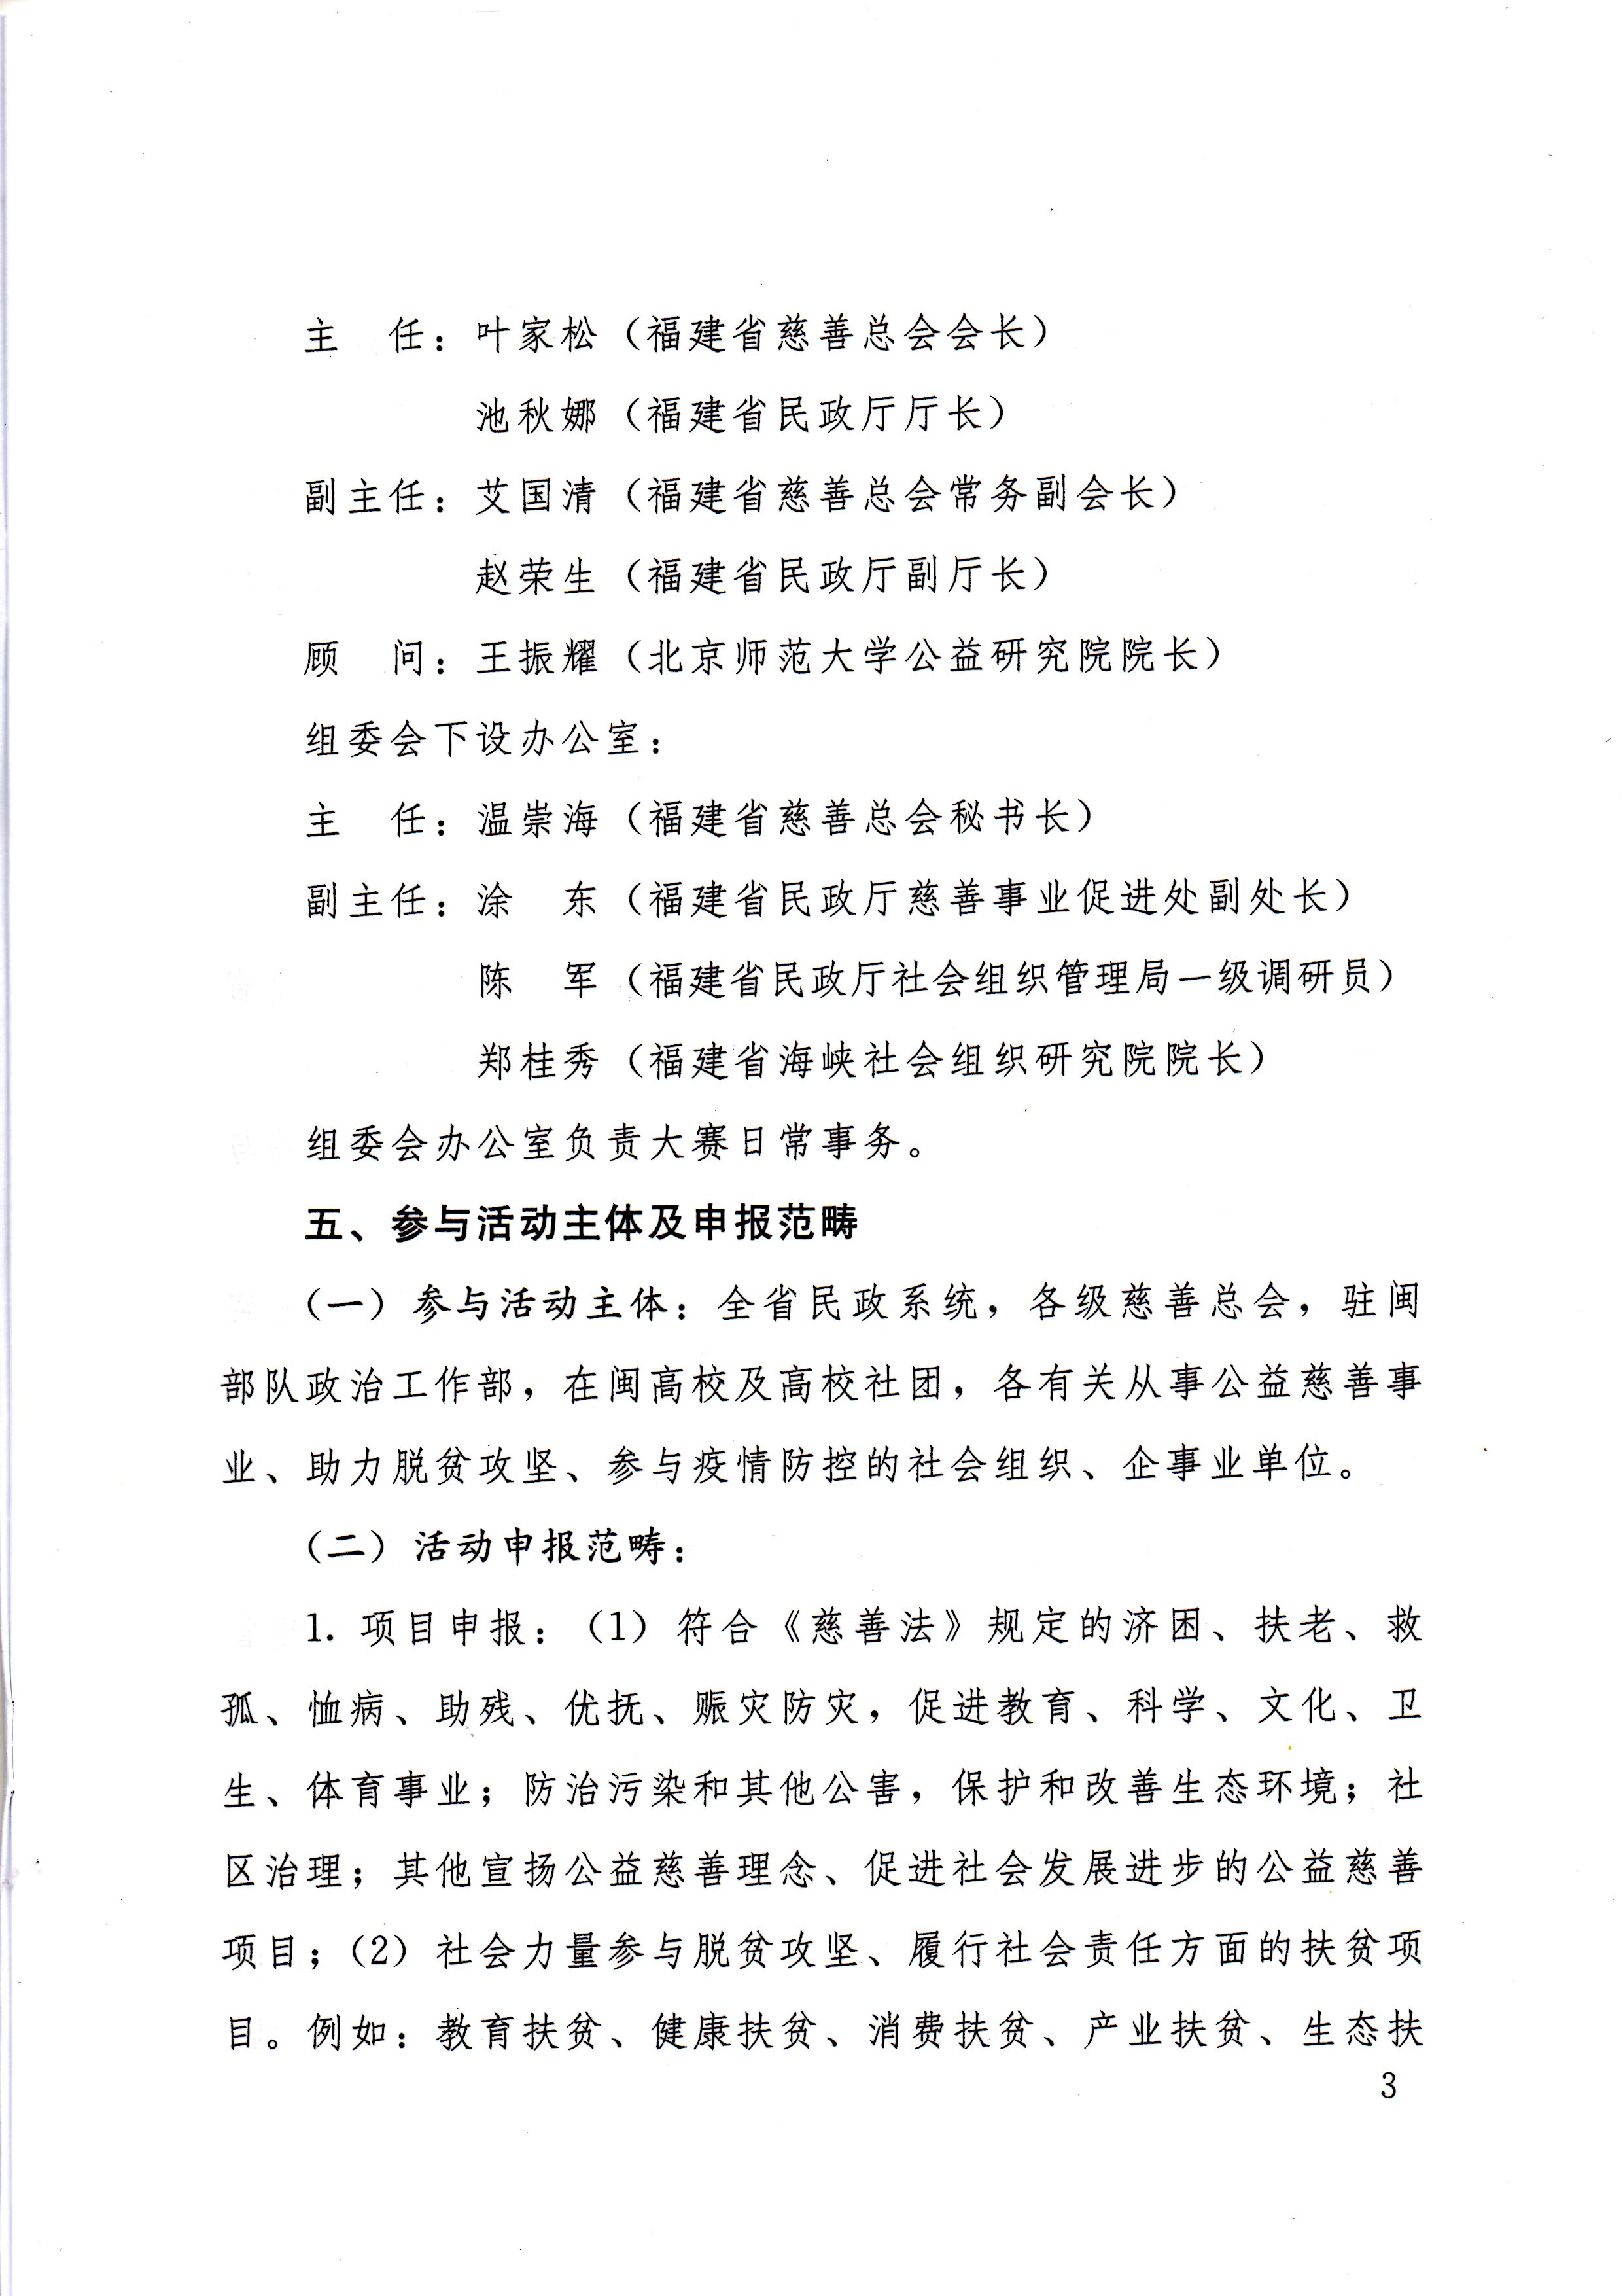 主　任：叶家松（福建省慈善总会会长）
池秋娜（福建省民政厅厅长）
副主任：艾国清（福建省慈善总会常务副会长）
赵荣生（福建省民政厅副厅长）
顾　问：王振耀（北京师范大学公益研究院院长）
组委会下设办公室：
主　任：温崇海（福建省慈善总会秘书长）
副主任：涂　东（福建省民政厅慈善事业促进处副处长）
陈　军（福建省民政厅社会组织管理局一级调研员）
郑桂秀（福建省海峡社会组织研究院院长）
组委会办公室负责大赛日常事务。
五、参与活动主体及申报范畴
（一）参与活动主体：全省民政系统，各级慈善总会，驻闽
部队政治工作部，在闽高校及高校社团，各有关从事公益慈善事
业、助力脱贫攻坚、参与疫情防控的社会组织、企事业单位。
（二）活动申报范畴：
1. 项目申报：（1）符合《慈善法》规定的济困、扶老、救
孤、恤病、助残、优抚、赈灾防灾，促进教育、科学、文化、卫
生、体育事业；防治污染和其他公害，保护和改善生态环境；社
区治理；其他宣扬公益慈善理念、促进社会发展进步的公益慈善
项目；（2）社会力量参与脱贫攻坚、履行社会责任方面的扶贫项
目。例如：教育扶贫、健康扶贫、消费扶贫、产业扶贫、生态扶
3